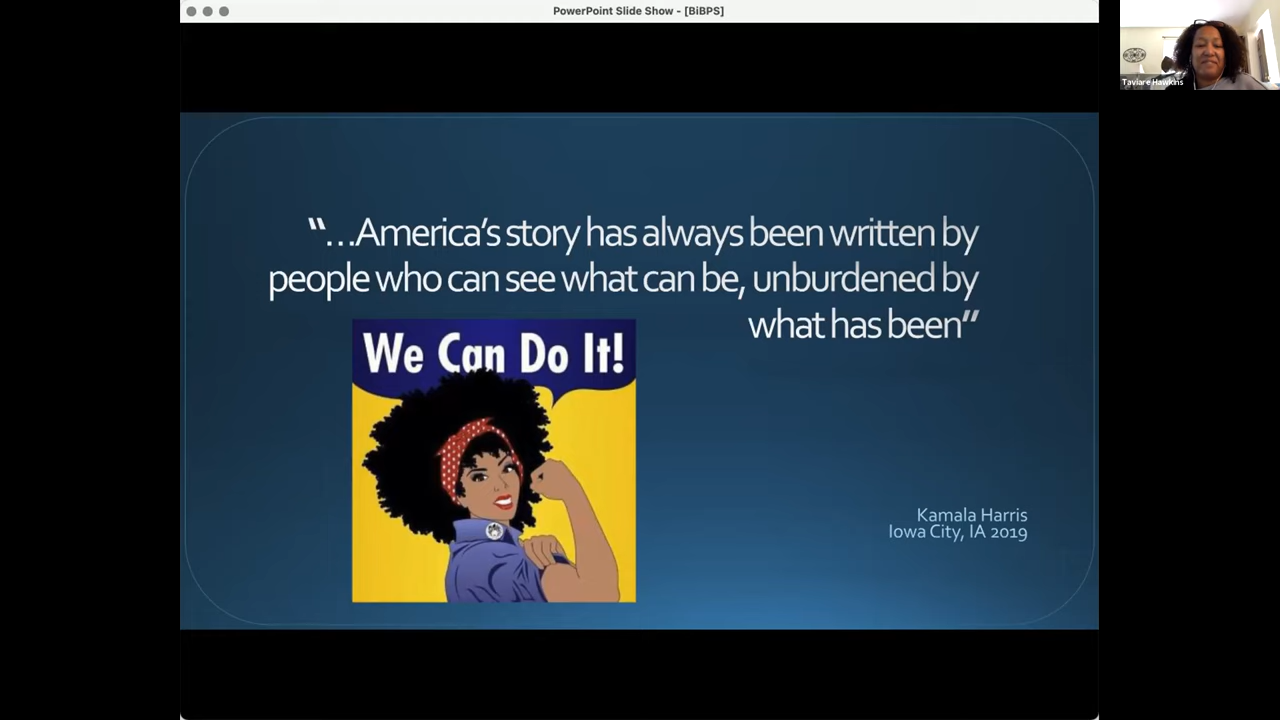 PowerPoint Slide Show - [BiBPS]
Taviare Hawkins
“...America’s story has always been written by
people who can see what can be, unburdened by
what has been”
We Can Do It!
Kamala Harris
Iowa City, IA 2019